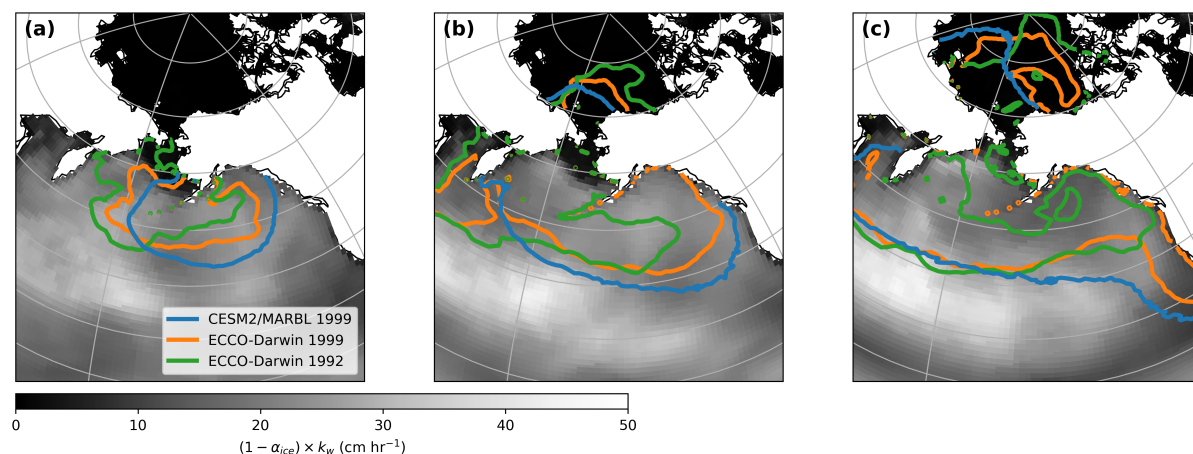 (a)
(b)
(c)
CESM2/MARBL 1999
ECCO-Darwin 1999
ECCO-Darwin 1992
0 10 20 30 40 50
(1 − α_ice) × k_w (cm hr⁻¹)